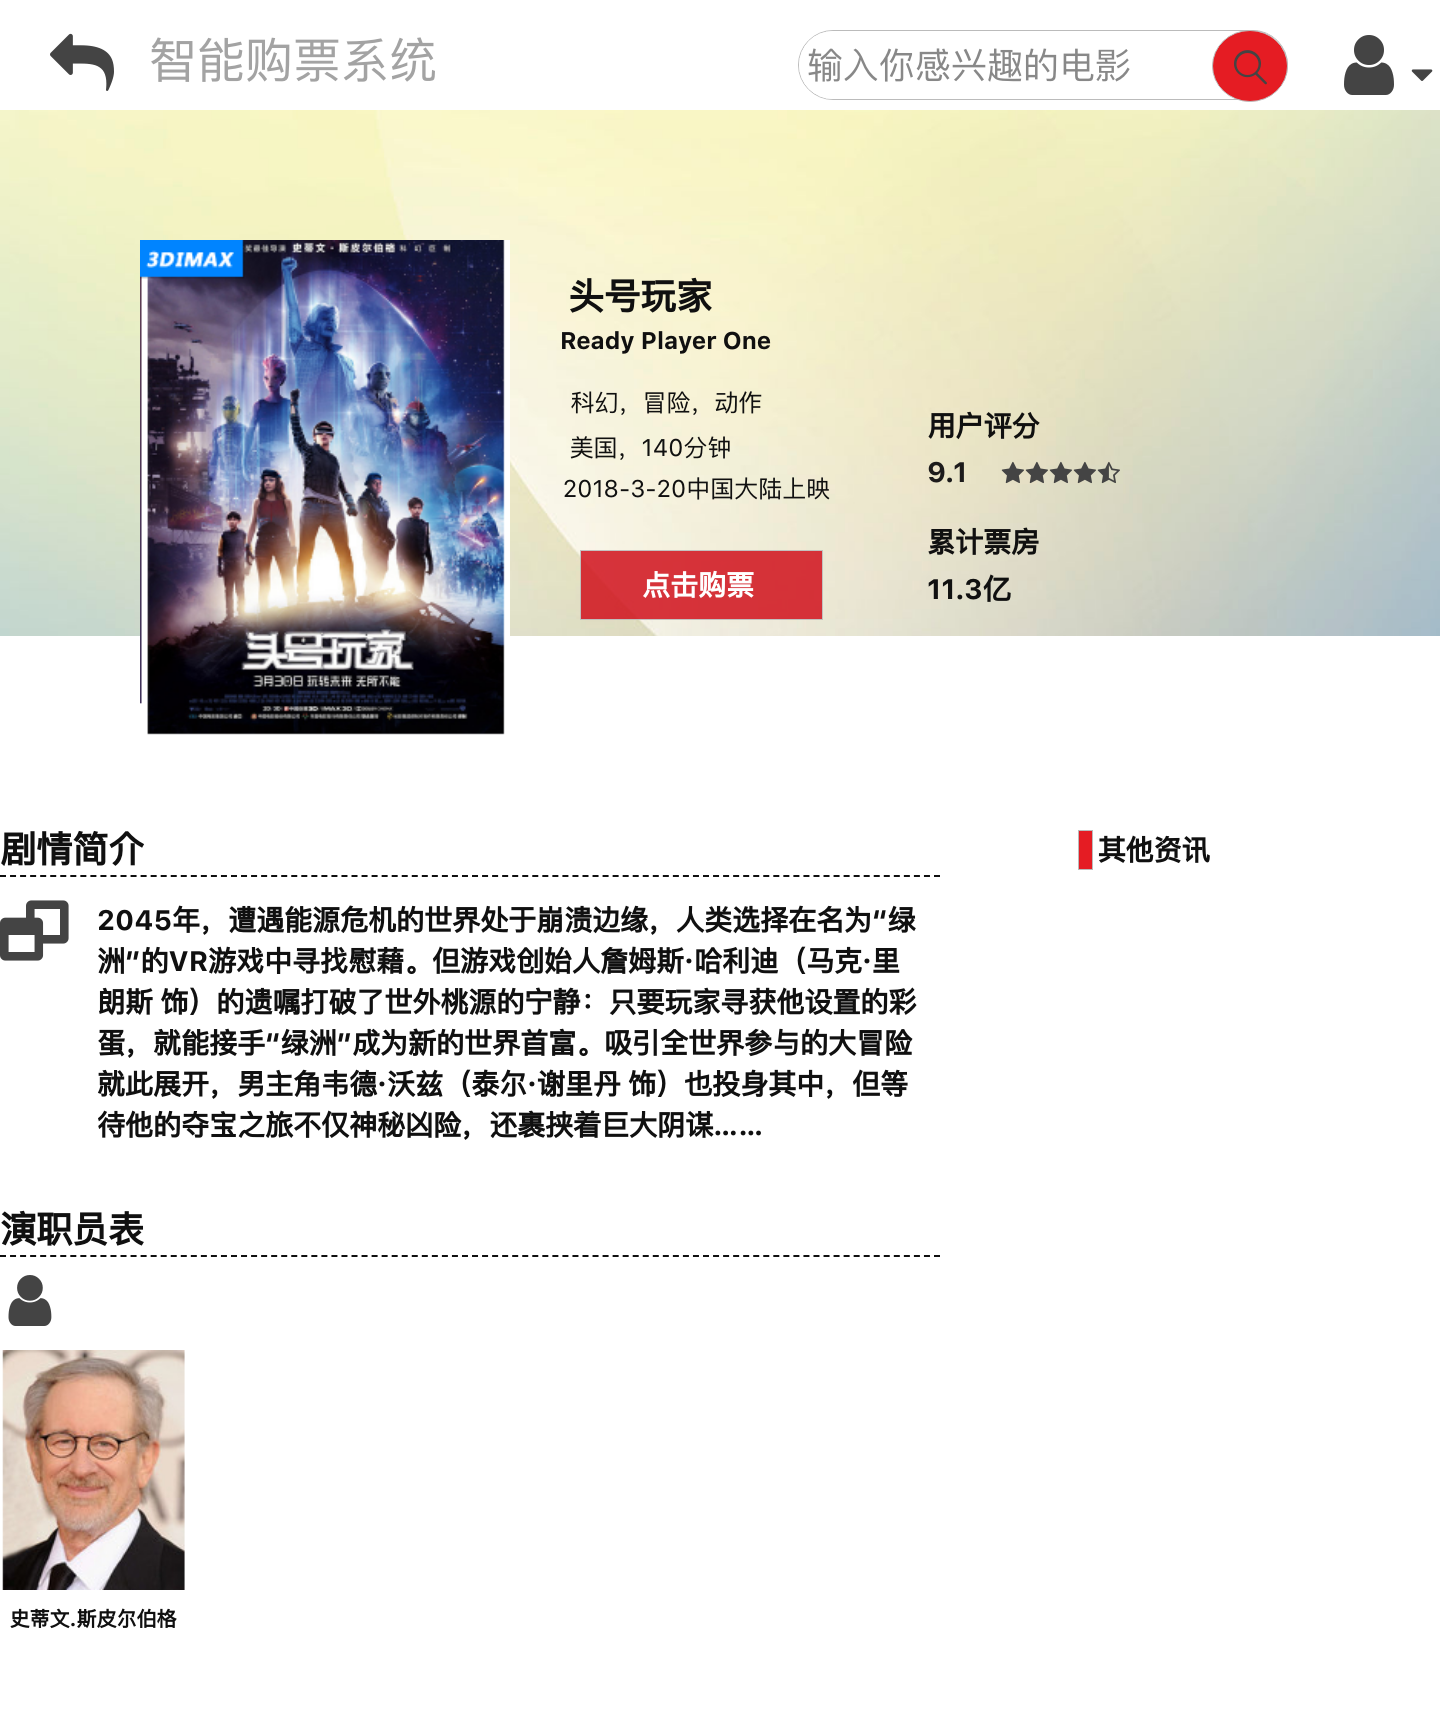 智能购票系统
输入你感兴趣的电影
3DIMAX
史蒂文·斯皮尔伯格
头号玩家
Ready Player One
科幻，冒险，动作
美国，140分钟
2018-3-20中国大陆上映
点击购票
用户评分
9.1
累计票房
11.3亿
头号玩家
3月30日 玩转未来 无所不能
剧情简介
2045年，遭遇能源危机的世界处于崩溃边缘，人类选择在名为“绿
洲”的VR游戏中寻找慰藉。但游戏创始人詹姆斯·哈利迪（马克·里
朗斯 饰）的遗嘱打破了世外桃源的宁静：只要玩家寻获他设置的彩
蛋，就能接手“绿洲”成为新的世界首富。吸引全世界参与的大冒险
就此展开，男主角韦德·沃兹（泰尔·谢里丹 饰）也投身其中，但等
待他的夺宝之旅不仅神秘凶险，还裹挟着巨大阴谋……
其他资讯
演职员表
史蒂文.斯皮尔伯格